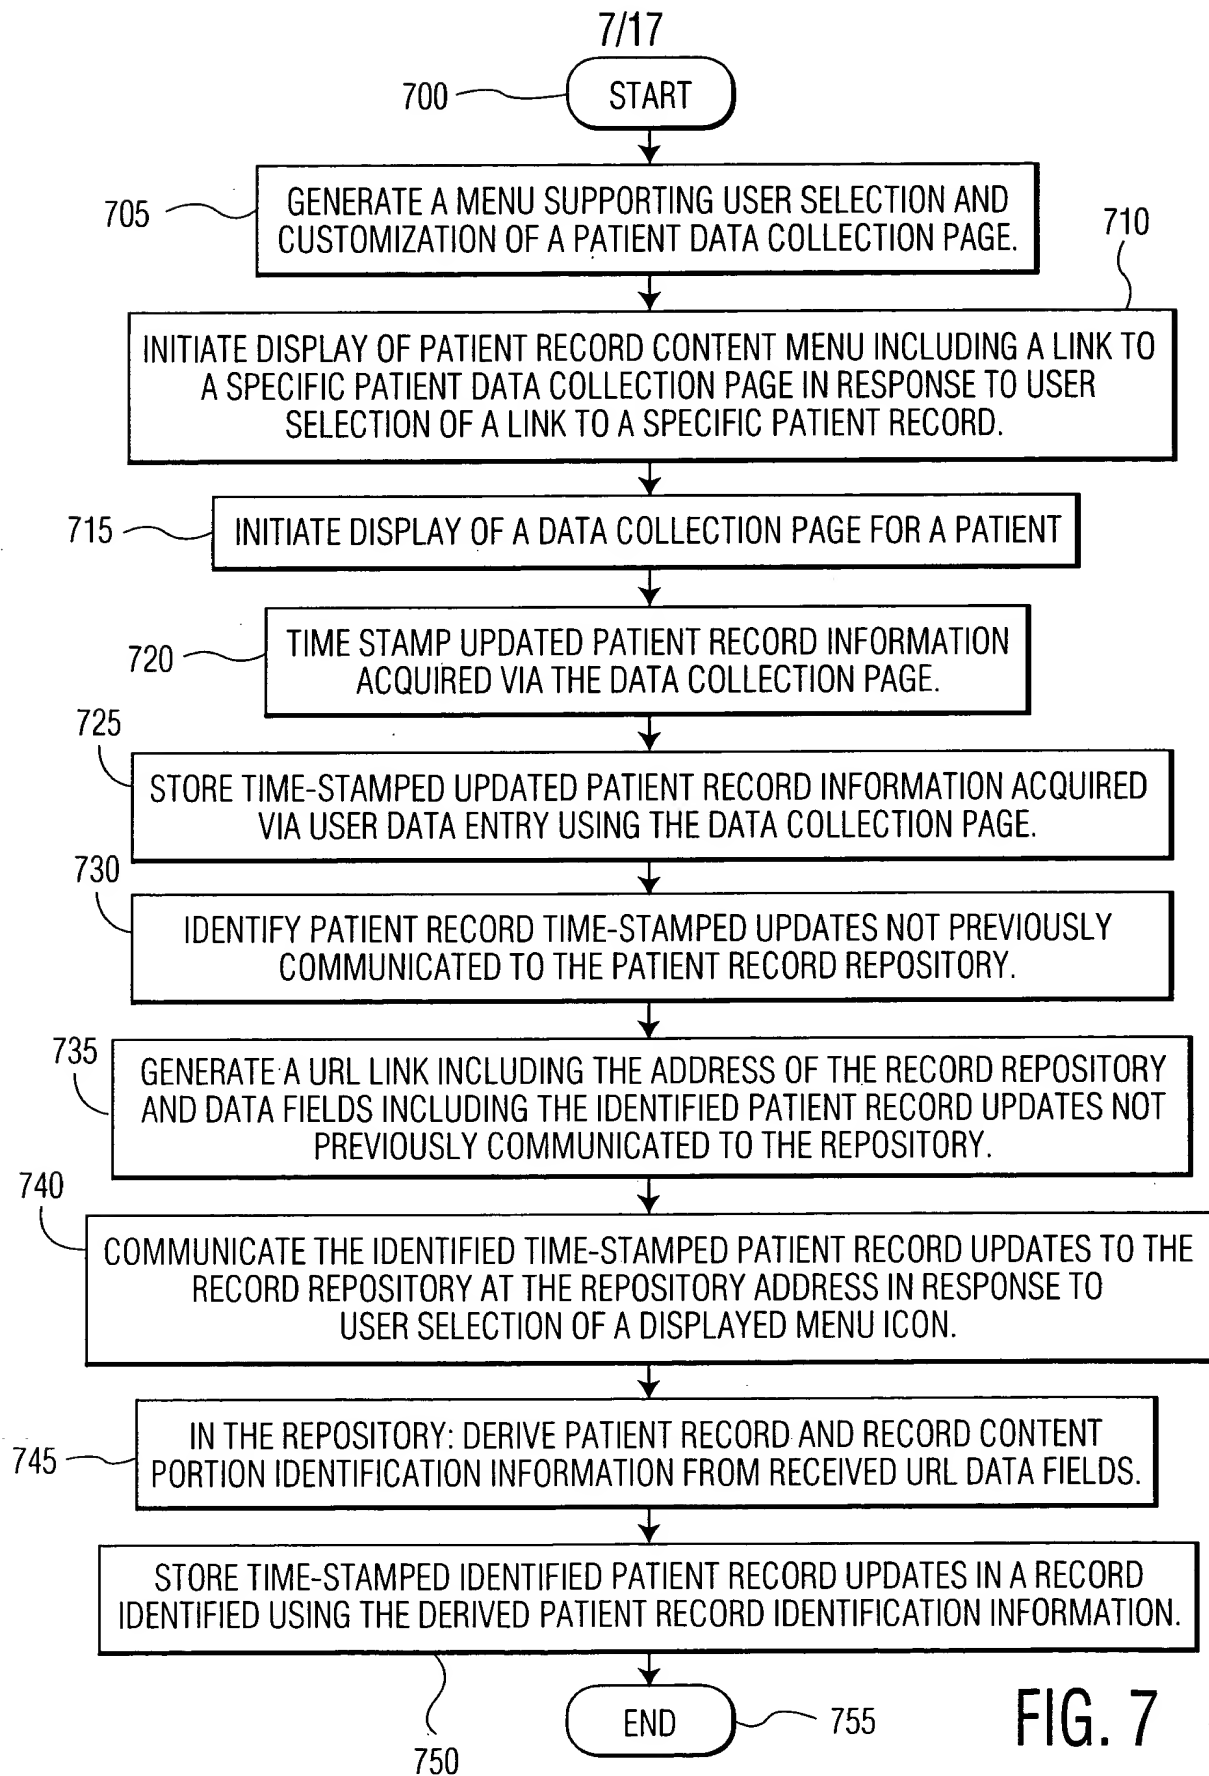 7/17
700
START
705
GENERATE A MENU SUPPORTING USER SELECTION AND
CUSTOMIZATION OF A PATIENT DATA COLLECTION PAGE.
710
INITIATE DISPLAY OF PATIENT RECORD CONTENT MENU INCLUDING A LINK TO
A SPECIFIC PATIENT DATA COLLECTION PAGE IN RESPONSE TO USER
SELECTION OF A LINK TO A SPECIFIC PATIENT RECORD.
715
INITIATE DISPLAY OF A DATA COLLECTION PAGE FOR A PATIENT
720
TIME STAMP UPDATED PATIENT RECORD INFORMATION
ACQUIRED VIA THE DATA COLLECTION PAGE.
725
STORE TIME-STAMPED UPDATED PATIENT RECORD INFORMATION ACQUIRED
VIA USER DATA ENTRY USING THE DATA COLLECTION PAGE.
730
IDENTIFY PATIENT RECORD TIME-STAMPED UPDATES NOT PREVIOUSLY
COMMUNICATED TO THE PATIENT RECORD REPOSITORY.
735
GENERATE A URL LINK INCLUDING THE ADDRESS OF THE RECORD REPOSITORY
AND DATA FIELDS INCLUDING THE IDENTIFIED PATIENT RECORD UPDATES NOT
PREVIOUSLY COMMUNICATED TO THE REPOSITORY.
740
COMMUNICATE THE IDENTIFIED TIME-STAMPED PATIENT RECORD UPDATES TO THE
RECORD REPOSITORY AT THE REPOSITORY ADDRESS IN RESPONSE TO
USER SELECTION OF A DISPLAYED MENU ICON.
745
IN THE REPOSITORY: DERIVE PATIENT RECORD AND RECORD CONTENT
PORTION IDENTIFICATION INFORMATION FROM RECEIVED URL DATA FIELDS.
STORE TIME-STAMPED IDENTIFIED PATIENT RECORD UPDATES IN A RECORD
IDENTIFIED USING THE DERIVED PATIENT RECORD IDENTIFICATION INFORMATION.
750
END
755
FIG. 7